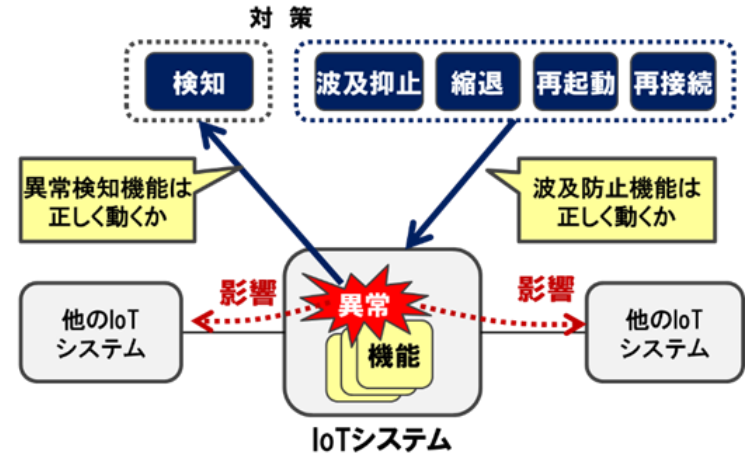 対 策
検知
波及抑止
縮退
再起動
再接続
異常検知機能は
正しく動くか
波及防止機能は
正しく動くか
影響
異常
影響
他のIoT
システム
機能
他のIoT
システム
IoTシステム